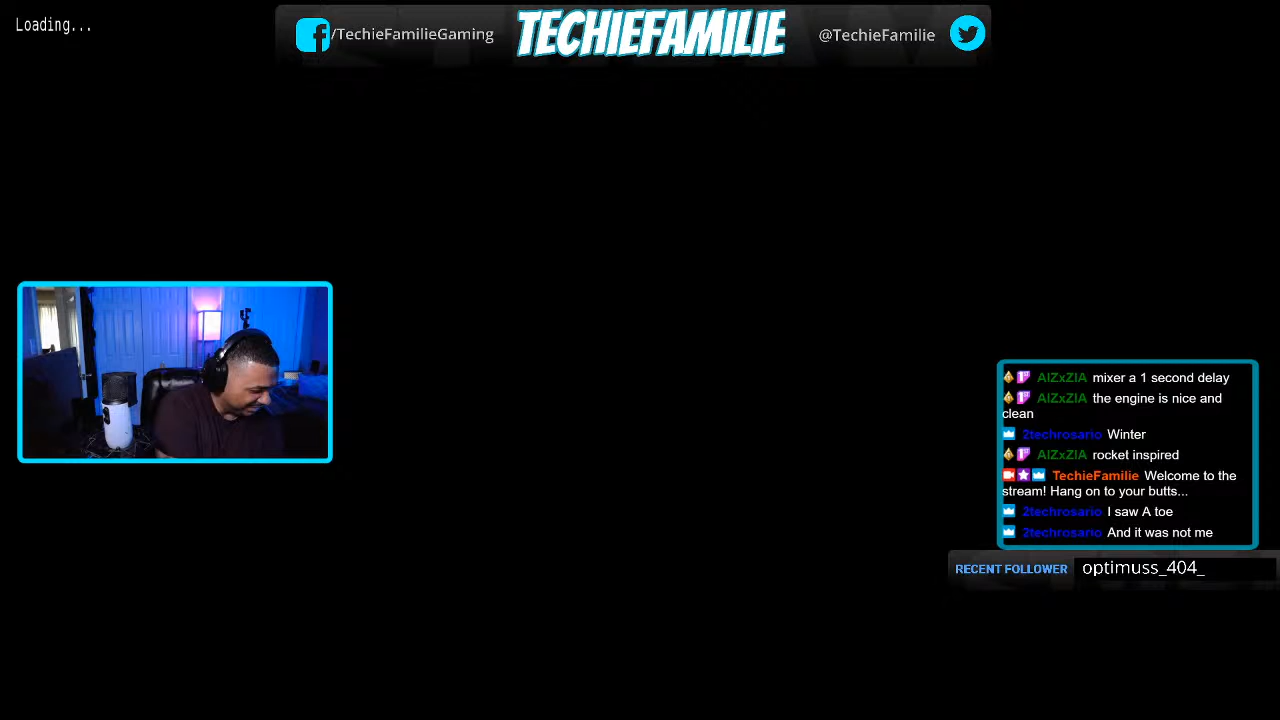 Loading...
/TechieFamilieGaming
TECHIEFAMILIE
@TechieFamilie
AIZxZIA mixer a 1 second delay
AIZxZIA the engine is nice and
clean
2techrosario Winter
AIZxZIA rocket inspired
TechieFamilie Welcome to the
stream! Hang on to your butts...
2techrosario I saw A toe
2techrosario And it was not me
RECENT FOLLOWER optimuss_404_